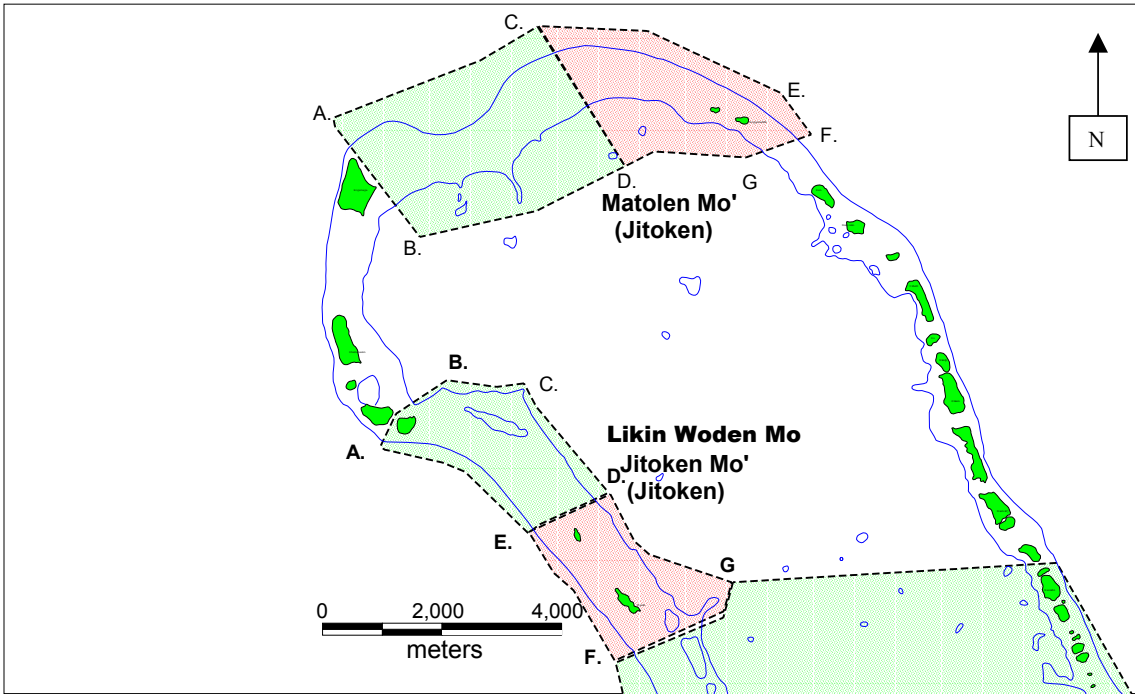 C.
A.
E.
F.
D.
G
B.
Matolen Mo'
(Jitoken)
N
B.
C.
A.
Likin Woden Mo
Jitoken Mo'
D.
(Jitoken)
E.
G
F.
0 2,000 4,000
meters